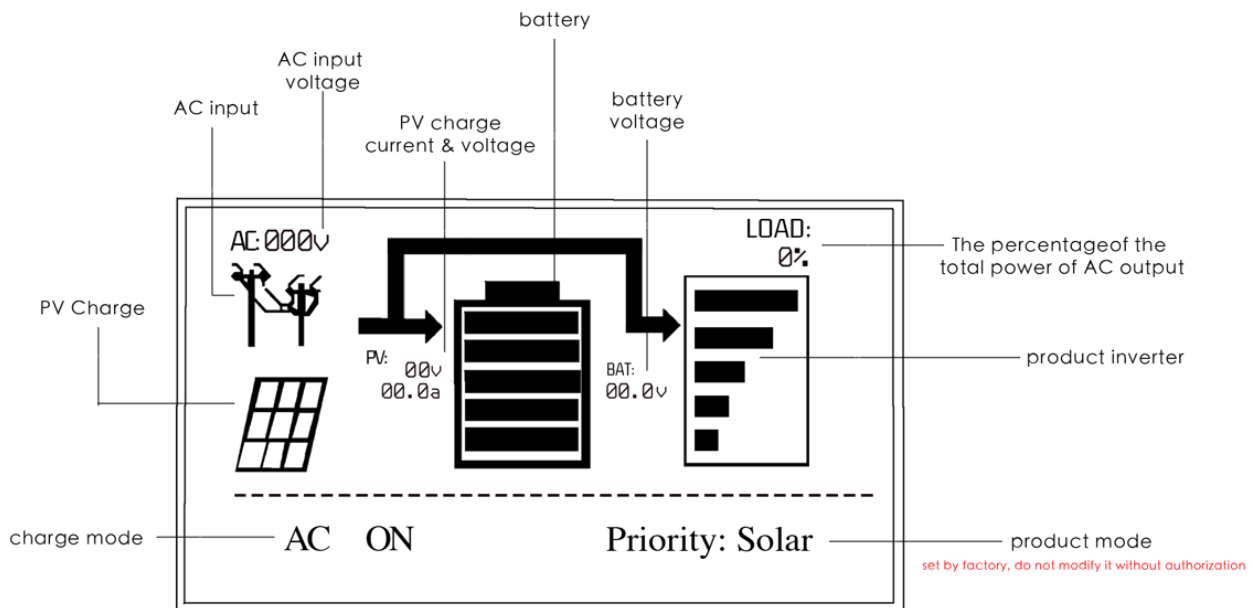 battery
AC input
voltage
AC input
PV charge
current & voltage
battery
voltage
AC:000v
LOAD:
0%
The percentageof the
total power of AC output
PV Charge
PV:
00v
00.0a
BAT:
00.0v
product inverter
charge mode
AC ON
Priority: Solar
product mode
set by factory, do not modify it without authorization